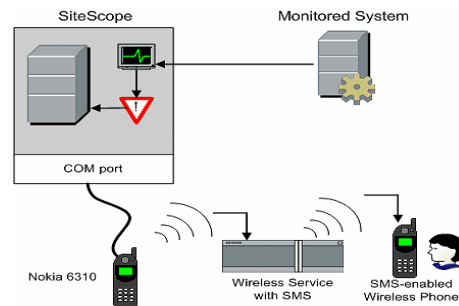 SiteScope
Monitored System
!
COM port
Nokia 6310
Wireless Service
with SMS
SMS-enabled
Wireless Phone